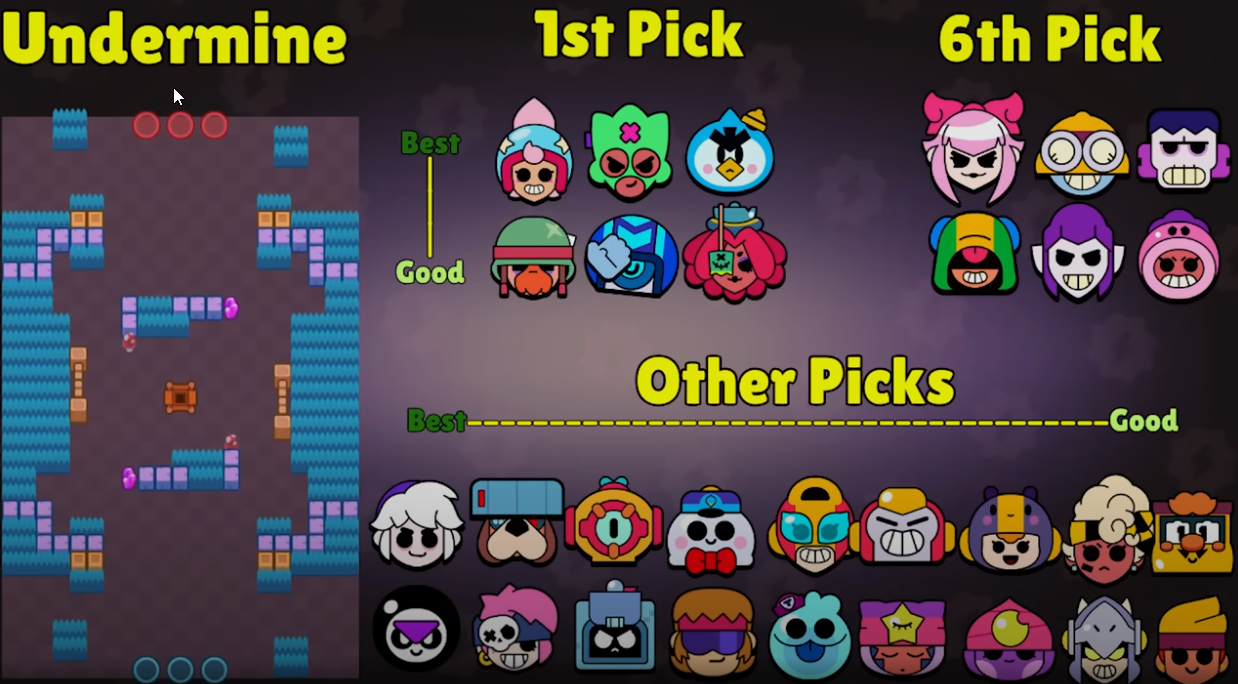 Undermine
1st Pick
6th Pick
Best
Good
Other Picks
Best
Good